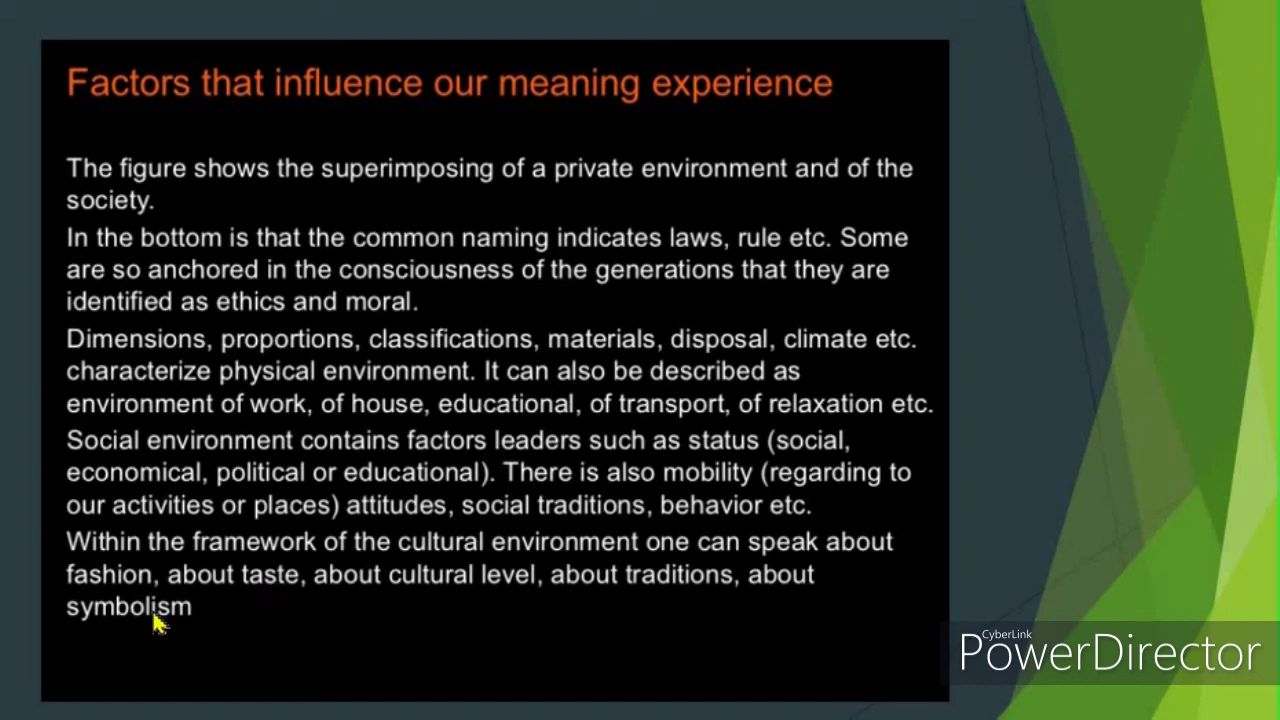 Factors that influence our meaning experience
The figure shows the superimposing of a private environment and of the
society.
In the bottom is that the common naming indicates laws, rule etc. Some
are so anchored in the consciousness of the generations that they are
identified as ethics and moral.
Dimensions, proportions, classifications, materials, disposal, climate etc.
characterize physical environment. It can also be described as
environment of work, of house, educational, of transport, of relaxation etc.
Social environment contains factors leaders such as status (social,
economical, political or educational). There is also mobility (regarding to
our activities or places) attitudes, social traditions, behavior etc.
Within the framework of the cultural environment one can speak about
fashion, about taste, about cultural level, about traditions, about
symbolism
CyberLink
PowerDirector